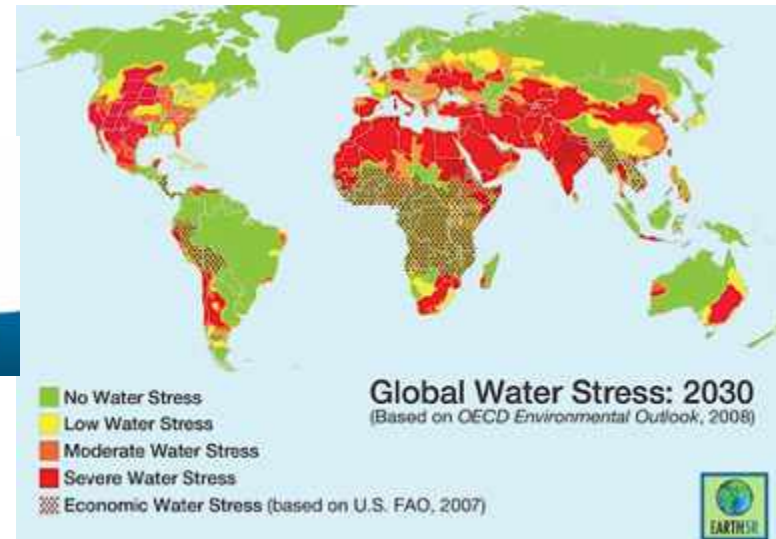 No Water Stress
Low Water Stress
Moderate Water Stress
Severe Water Stress
Economic Water Stress (based on U.S. FAO, 2007)
Global Water Stress: 2030
(Based on OECD Environmental Outlook, 2008)
EARTH5R